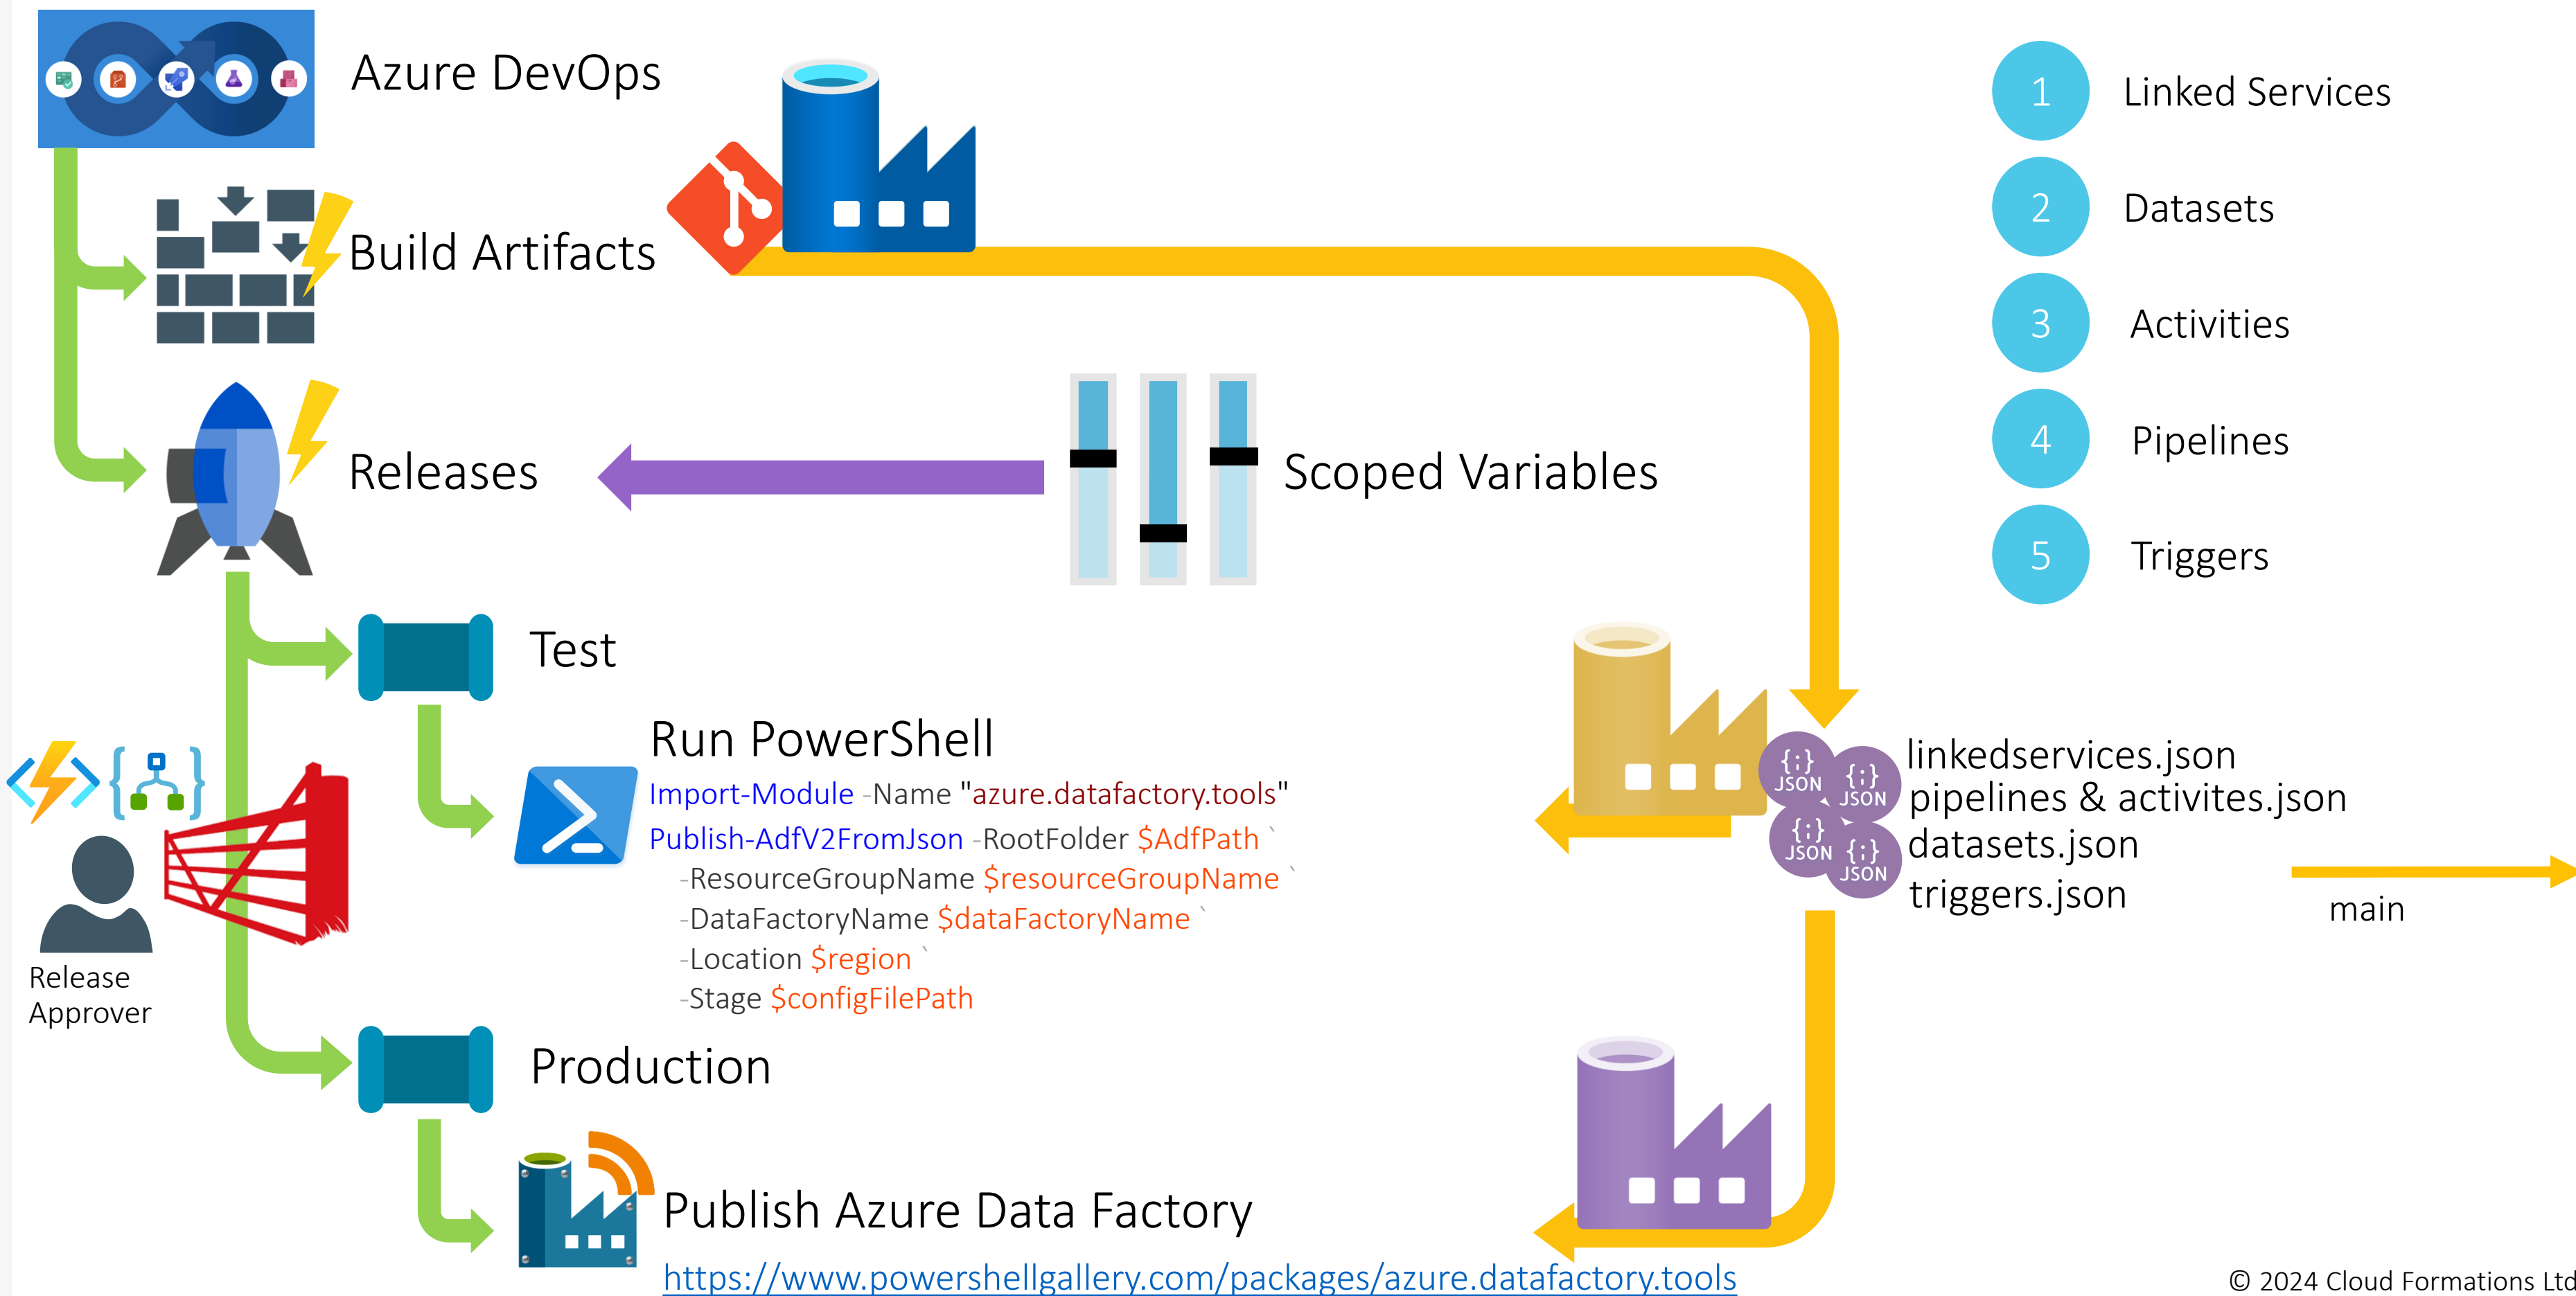 Azure DevOps
Build Artifacts
Releases
Scoped Variables
1 Linked Services
2 Datasets
3 Activities
4 Pipelines
5 Triggers
Test
Run PowerShell
Import-Module -Name "azure.datafactory.tools"
Publish-AdfV2FromJson -RootFolder $AdfPath `
-ResourceGroupName $resourceGroupName `
-DataFactoryName $dataFactoryName `
-Location $region `
-Stage $configFilePath
Release
Approver
{;}
JSON
{;}
JSON
{;}
JSON
{;}
JSON
linkedservices.json
pipelines & activites.json
datasets.json
triggers.json
main
Production
Publish Azure Data Factory
https://www.powershellgallery.com/packages/azure.datafactory.tools
© 2024 Cloud Formations Ltd